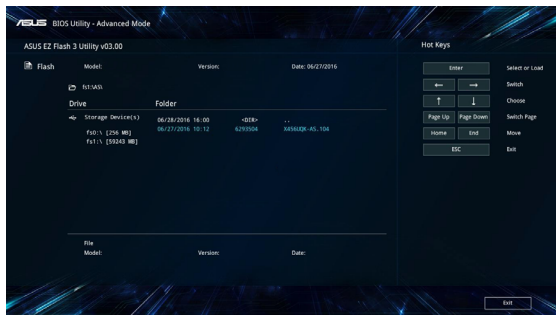 ASUS BIOS Utility - Advanced Mode
ASUS EZ Flash 3 Utility v03.00
Flash Model: Version: Date: 06/27/2016
fs1:\AS\
Drive Folder
Storage Device(s)
fs0:\ [256 MB]
fs1:\ [59243 MB]
06/28/2016 16:00 <DIR> ..
06/27/2016 10:12 6293504 X456UQK-AS.104
File
Model: Version: Date:
Hot Keys
Enter Select or Load
← → Switch
↑ ↓ Choose
Page Up Page Down Switch Page
Home End Move
ESC Exit
Exit